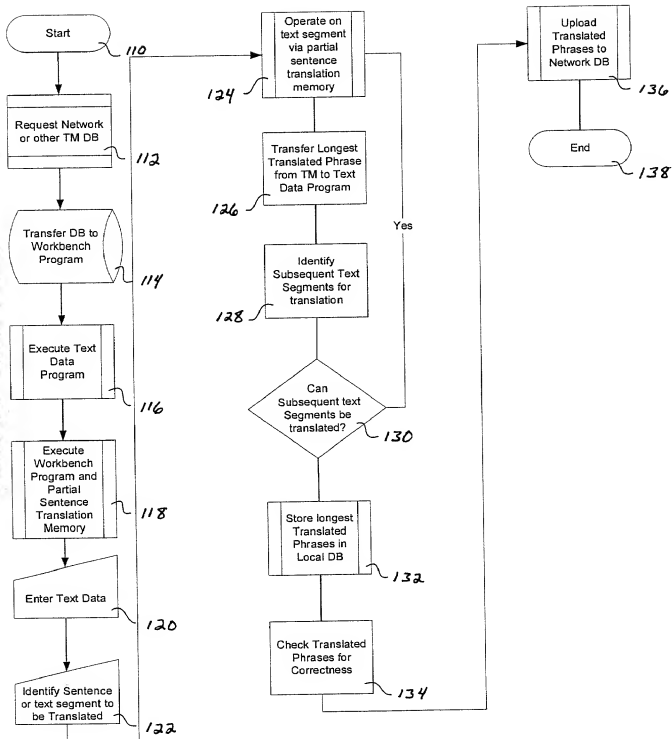 Start
110
Request Network
or other TM DB
112
Transfer DB to
Workbench
Program
114
Execute Text
Data
Program
116
Execute
Workbench
Program and
Partial
Sentence
Translation
Memory
118
Enter Text Data
120
Identify Sentence
or text segment to
be Translated
122
Operate on
text segment
via partial
sentence
translation
memory
124
Transfer Longest
Translated Phrase
from TM to Text
Data Program
126
Identify
Subsequent Text
Segments for
translation
128
Yes
Can
Subsequent text
Segments be
translated?
130
Store longest
Translated
Phrases in
Local DB
132
Check Translated
Phrases for
Correctness
134
Upload
Translated
Phrases to
Network DB
136
End
138